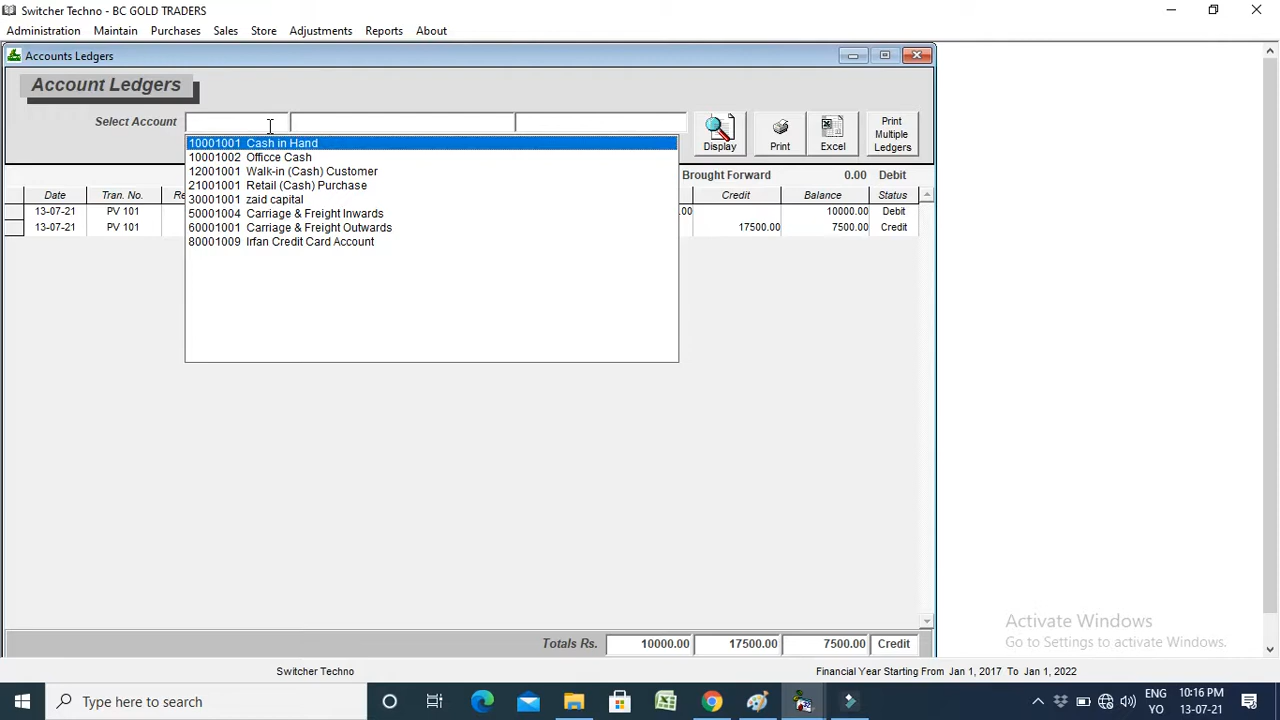 Switcher Techno - BC GOLD TRADERS
Administration Maintain Purchases Sales Store Adjustments Reports About
Accounts Ledgers
Account Ledgers
Select Account
Display
Print
Excel
Print Multiple Ledgers
10001001 Cash in Hand
10001002 Officce Cash
12001001 Walk-in (Cash) Customer
21001001 Retail (Cash) Purchase
30001001 zaid capital
50001004 Carriage & Freight Inwards
60001001 Carriage & Freight Outwards
80001009 Irfan Credit Card Account
Brought Forward 0.00 Debit
Date Tran. No. Re Credit Balance Status
13-07-21 PV 101 .00 10000.00 Debit
13-07-21 PV 101 17500.00 7500.00 Credit
Totals Rs. 10000.00 17500.00 7500.00 Credit
Activate Windows
Go to Settings to activate Windows.
Switcher Techno Financial Year Starting From Jan 1, 2017 To Jan 1, 2022
Type here to search
ENG
YO
10:16 PM
13-07-21